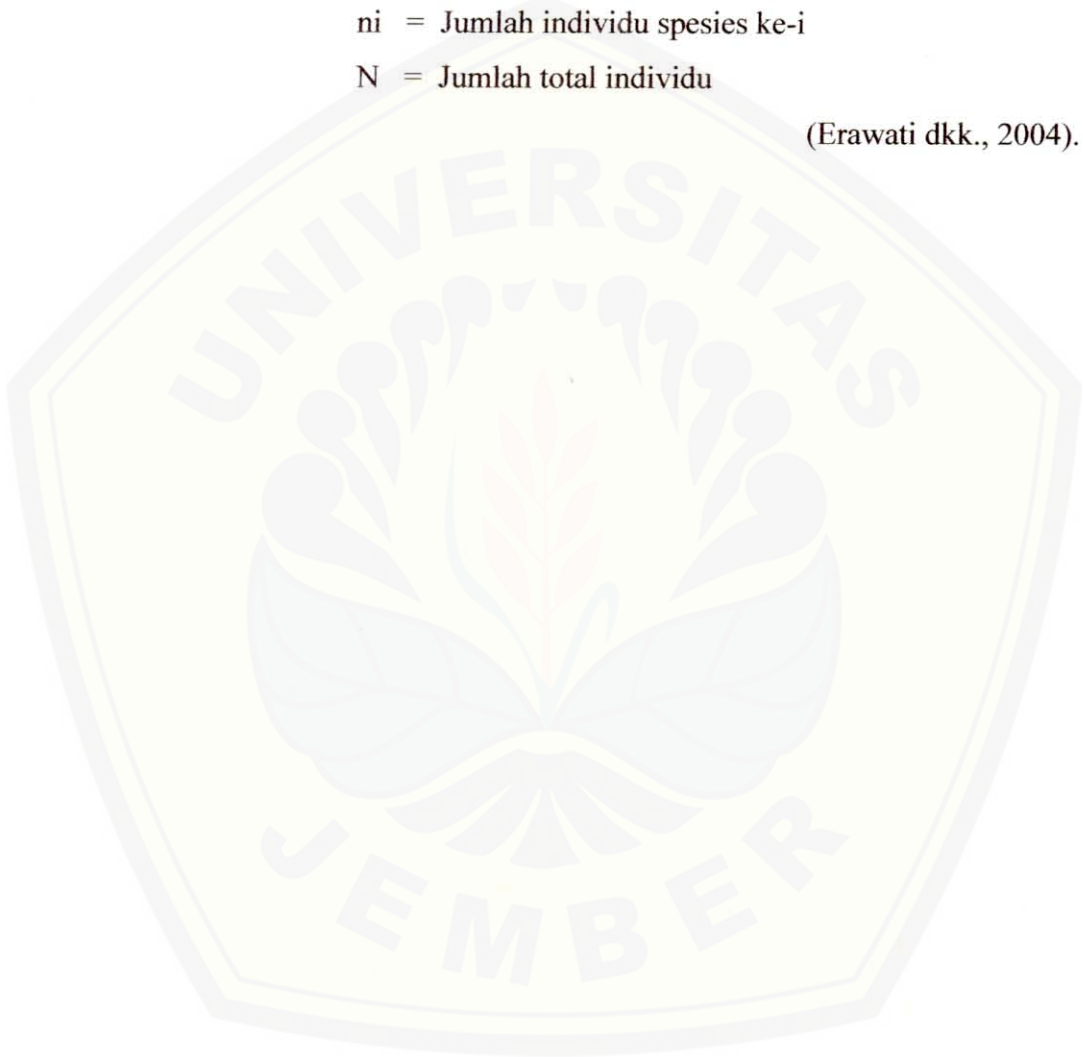 ni = Jumlah individu spesies ke-i
N = Jumlah total individu
(Erawati dkk., 2004).
UNIVERSITAS
JEMBER